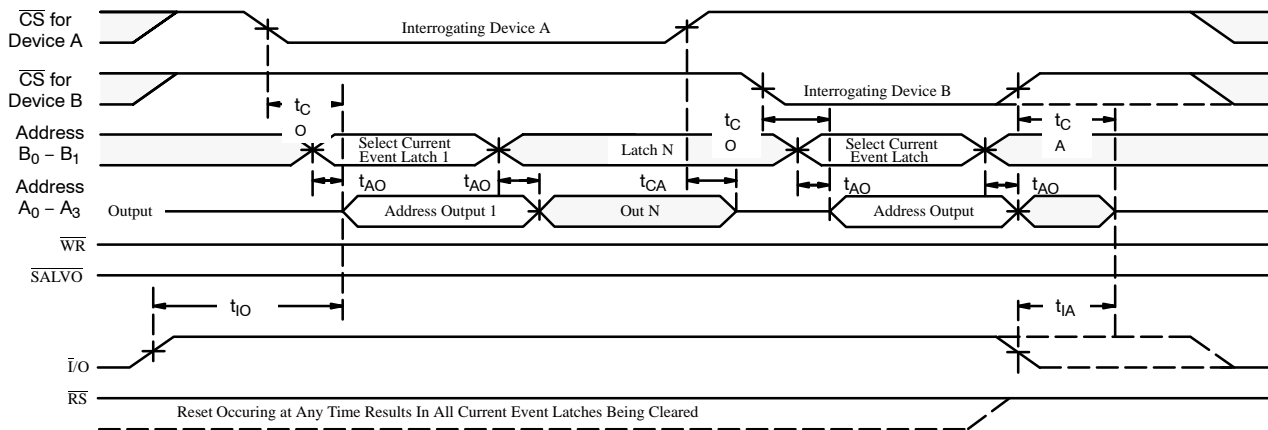 CS for
Device A
Interrogating Device A
CS for
Device B
Interrogating Device B
tC
O
tC
O
tC
A
Address
B0 – B1
Select Current
Event Latch 1
Latch N
Select Current
Event Latch
tAO
tAO
tCA
tAO
tAO
Address
A0 – A3
Output
Address Output 1
Out N
Address Output
WR
SALVO
tIO
tIA
I/O
RS
Reset Occuring at Any Time Results In All Current Event Latches Being Cleared